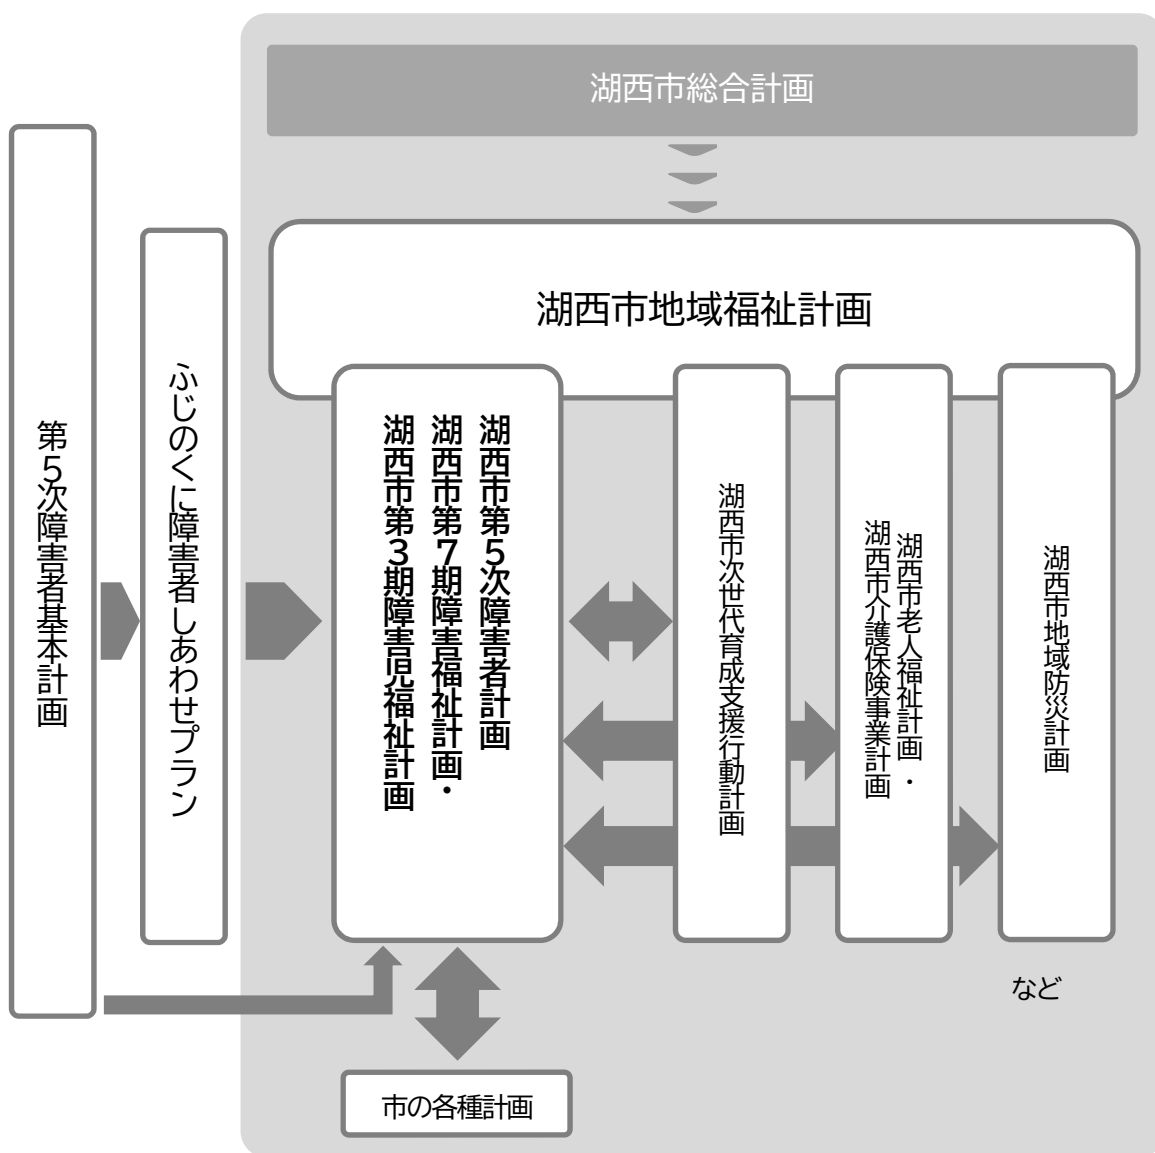 湖西市総合計画
湖西市地域福祉計画
第５次障害者基本計画
ふじのくに障害者しあわせプラン
湖西市第５次障害者計画
湖西市第７期障害福祉計画・
湖西市第３期障害児福祉計画
湖西市次世代育成支援行動計画
湖西市老人福祉計画・
湖西市介護保険事業計画
湖西市地域防災計画
など
市の各種計画